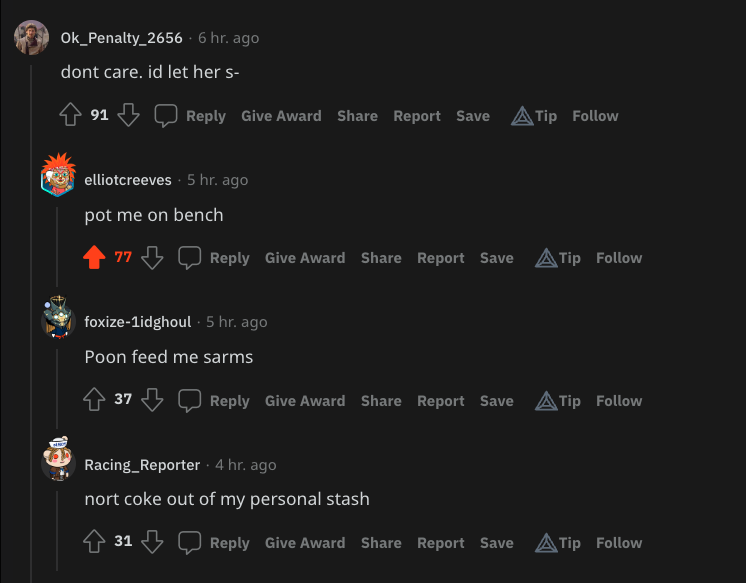 Ok_Penalty_2656 · 6 hr. ago
dont care. id let her s-
91 Reply Give Award Share Report Save Tip Follow
elliotcreeves · 5 hr. ago
pot me on bench
77 Reply Give Award Share Report Save Tip Follow
foxize-1idghoul · 5 hr. ago
Poon feed me sarms
37 Reply Give Award Share Report Save Tip Follow
Racing_Reporter · 4 hr. ago
nort coke out of my personal stash
31 Reply Give Award Share Report Save Tip Follow